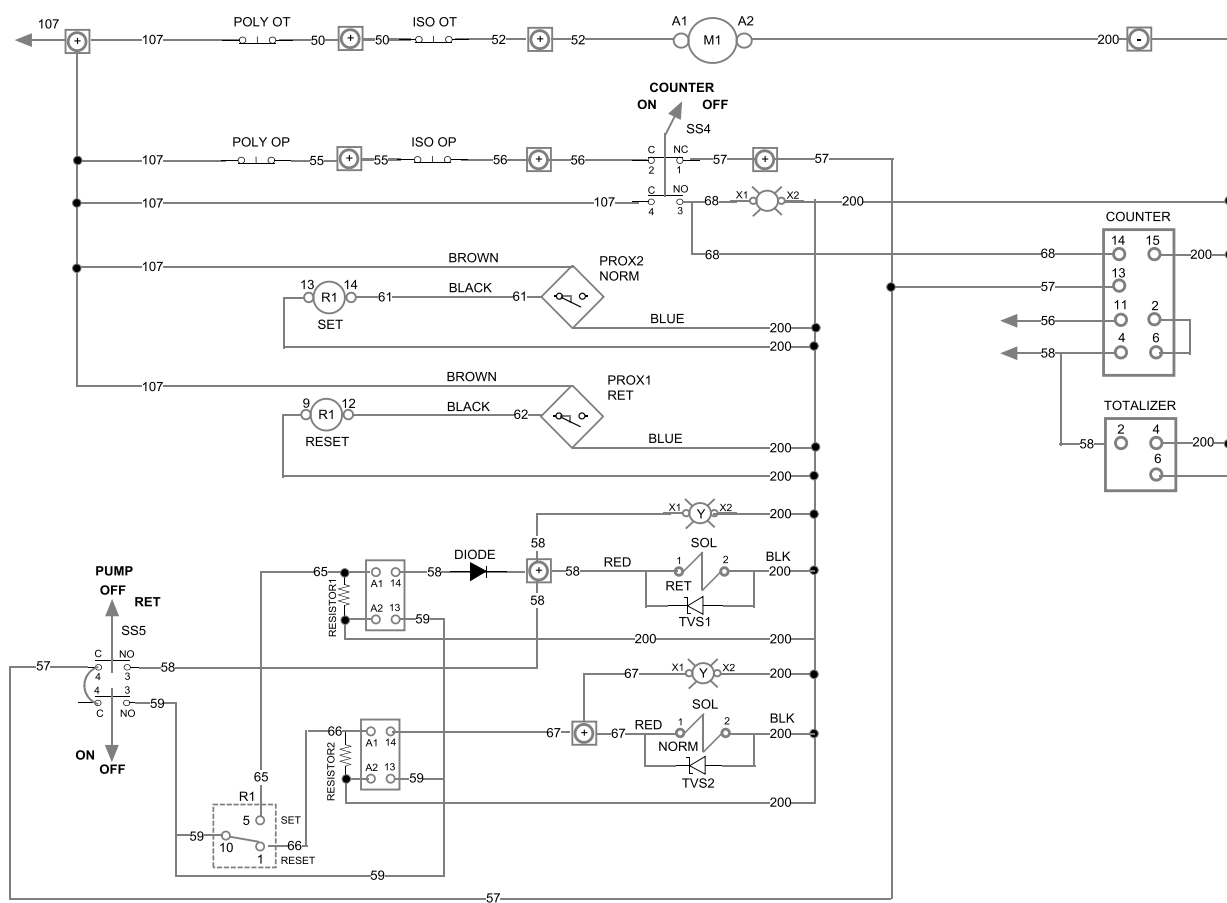 107
POLY OT
ISO OT
A1
A2
107
50
50
52
52
M1
200
COUNTER
ON
OFF
SS4
POLY OP
ISO OP
C
NC
107
55
55
56
56
2
1
57
57
107
107
C
NO
4
3
68
X1
X2
200
COUNTER
14
15
68
68
200
13
57
11
2
56
4
6
58
107
BROWN
PROX2
NORM
13
R1
14
61
BLACK
61
SET
BLUE
200
200
107
BROWN
PROX1
RET
9
R1
12
BLACK
62
RESET
BLUE
200
200
TOTALIZER
2
4
58
200
6
X1
Y
X2
200
58
SOL
DIODE
65
A1
14
58
58
RED
1
2
BLK
200
RET
58
TVS1
RESISTOR1
A2
13
59
200
200
PUMP
OFF
RET
SS5
57
C
NO
4
3
58
4
3
C
NO
59
ON
OFF
67
X1
Y
X2
200
SOL
66
A1
14
67
67
RED
1
2
BLK
200
NORM
TVS2
RESISTOR2
A2
13
59
200
65
R1
5
SET
59
10
66
1
RESET
59
57